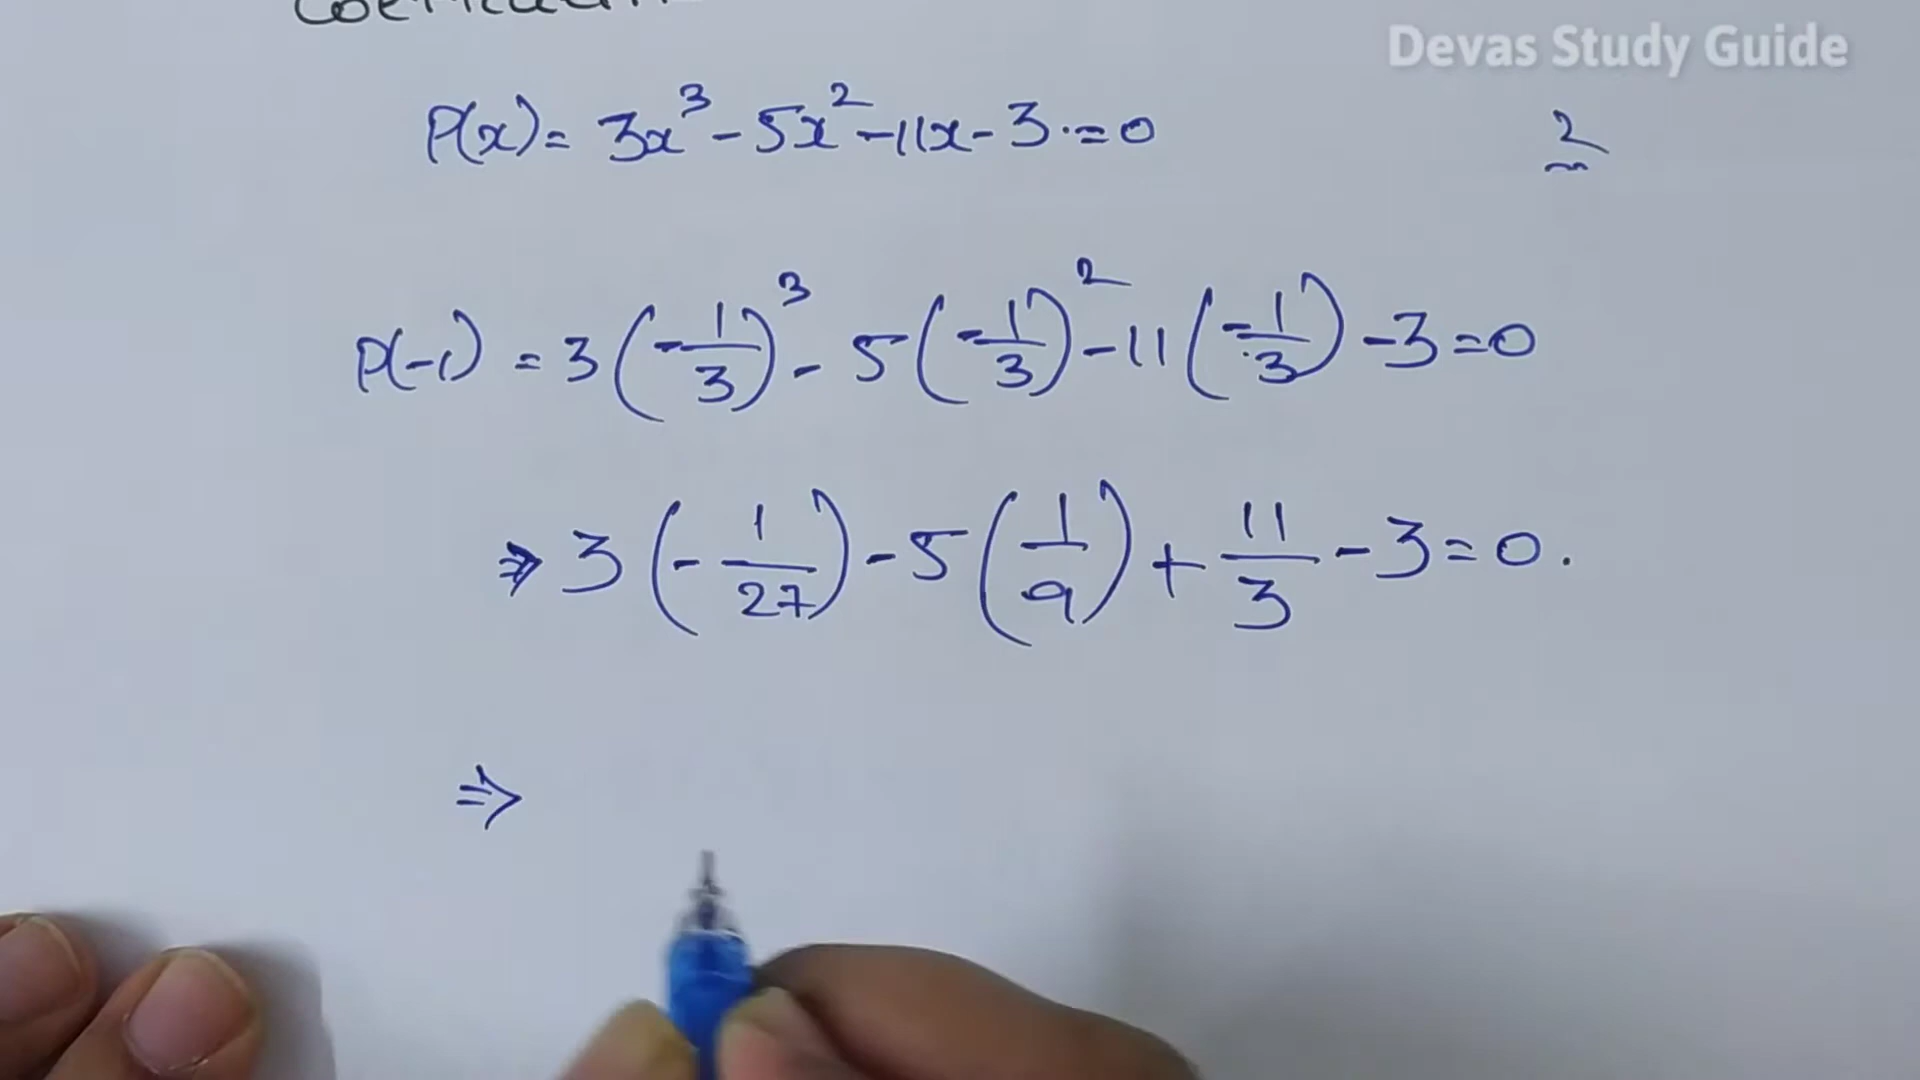 Devas Study Guide
P(x) = 3x³ - 5x² - 11x - 3 = 0
2
P(-1) = 3(-1/3)³ - 5(-1/3)² - 11(-1/3) - 3 = 0
⇒ 3(-1/27) - 5(1/9) + 11/3 - 3 = 0.
⇒